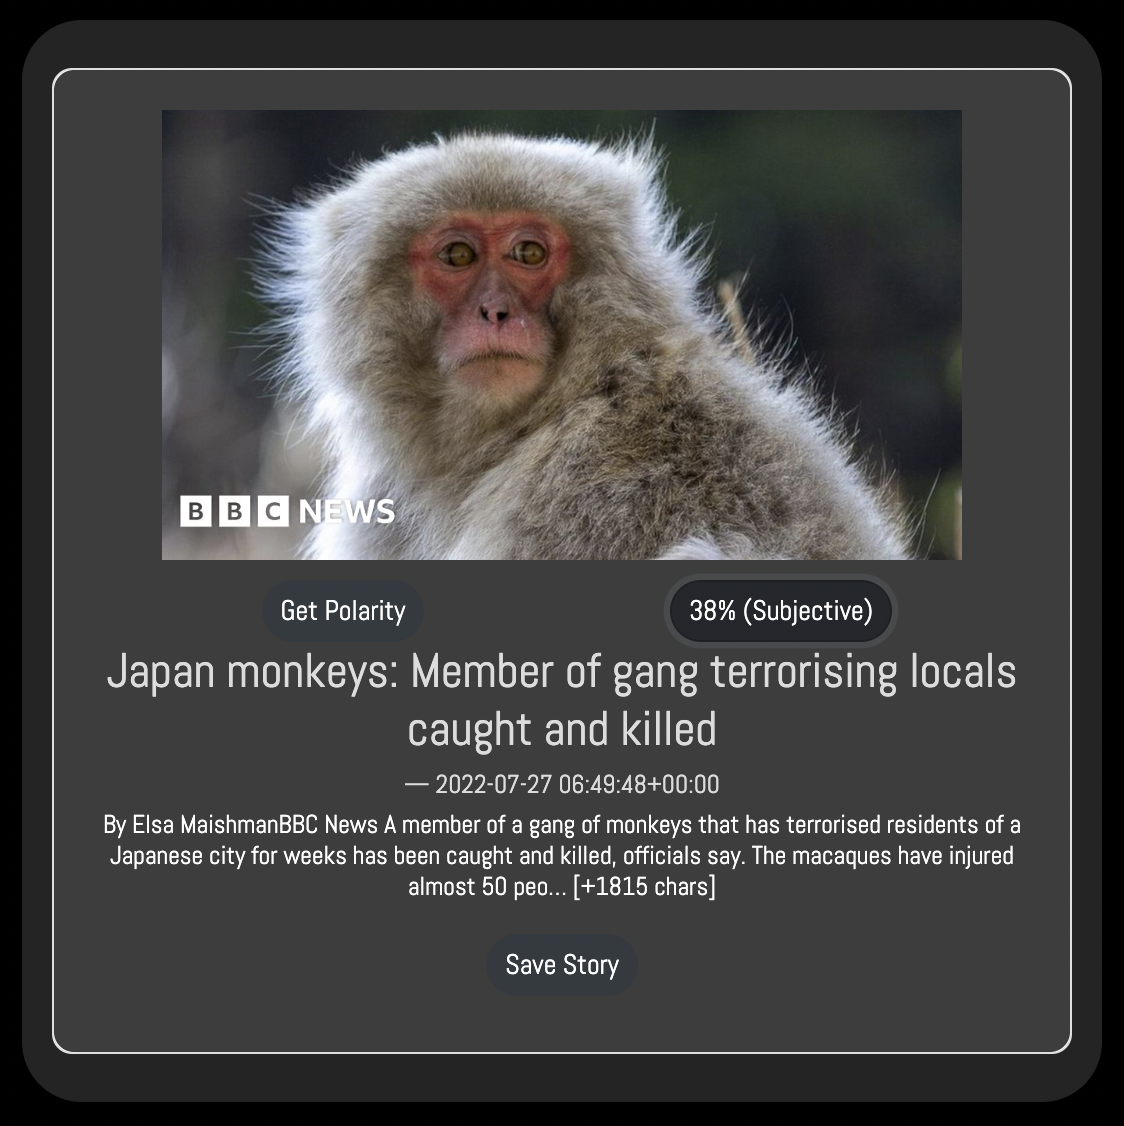 BBC NEWS
Get Polarity
38% (Subjective)
Japan monkeys: Member of gang terrorising locals
caught and killed
— 2022-07-27 06:49:48+00:00
By Elsa MaishmanBBC News A member of a gang of monkeys that has terrorised residents of a
Japanese city for weeks has been caught and killed, officials say. The macaques have injured
almost 50 peo… [+1815 chars]
Save Story